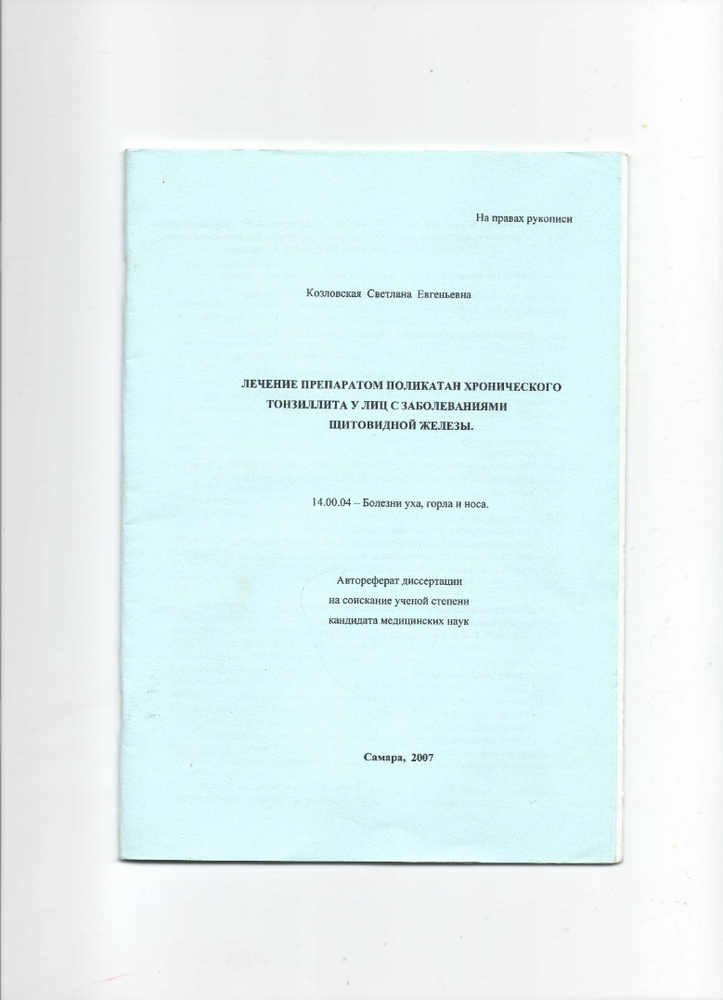 На правах рукописи
Козловская Светлана Евгеньевна
ЛЕЧЕНИЕ ПРЕПАРАТОМ ПОЛИКАТАН ХРОНИЧЕСКОГО
ТОНЗИЛЛИТА У ЛИЦ С ЗАБОЛЕВАНИЯМИ
ЩИТОВИДНОЙ ЖЕЛЕЗЫ.
14.00.04 – Болезни уха, горла и носа.
Автореферат диссертации
на соискание ученой степени
кандидата медицинских наук
Самара, 2007